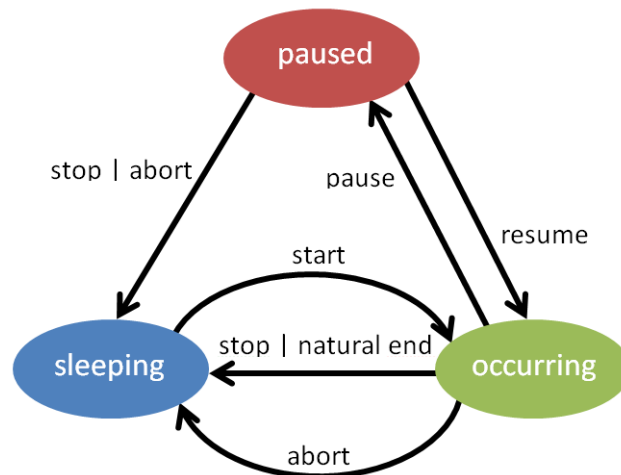 paused
stop | abort
pause
resume
start
sleeping
stop | natural end
occurring
abort